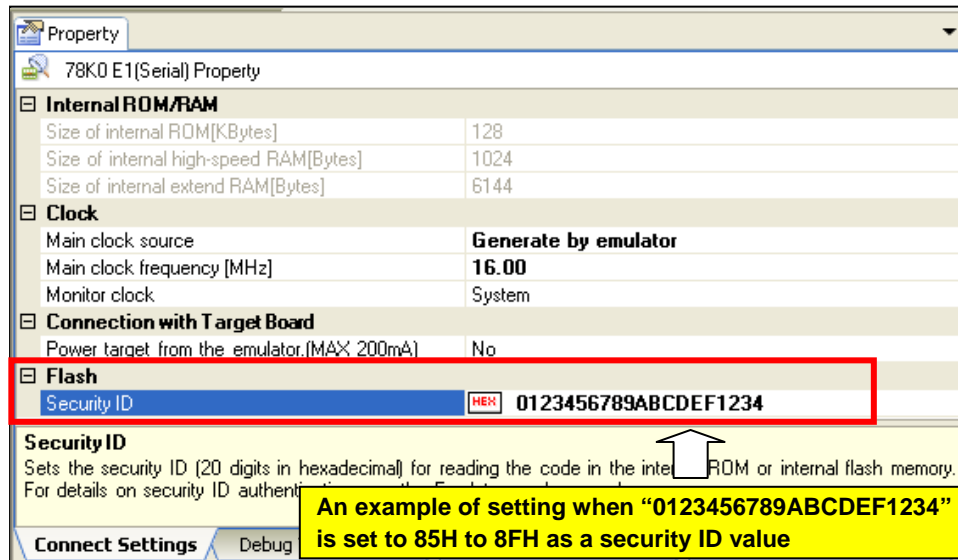 Property
78K0 E1(Serial) Property
Internal ROM/RAM
Size of internal ROM[KBytes] 128
Size of internal high-speed RAM[Bytes] 1024
Size of internal extend RAM[Bytes] 6144
Clock
Main clock source Generate by emulator
Main clock frequency [MHz] 16.00
Monitor clock System
Connection with Target Board
Power target from the emulator.(MAX 200mA) No
Flash
Security ID HEX 0123456789ABCDEF1234
Security ID
Sets the security ID (20 digits in hexadecimal) for reading the code in the ROM or internal flash memory.
For details on security ID
An example of setting when “0123456789ABCDEF1234”
is set to 85H to 8FH as a security ID value
Connect Settings Debug